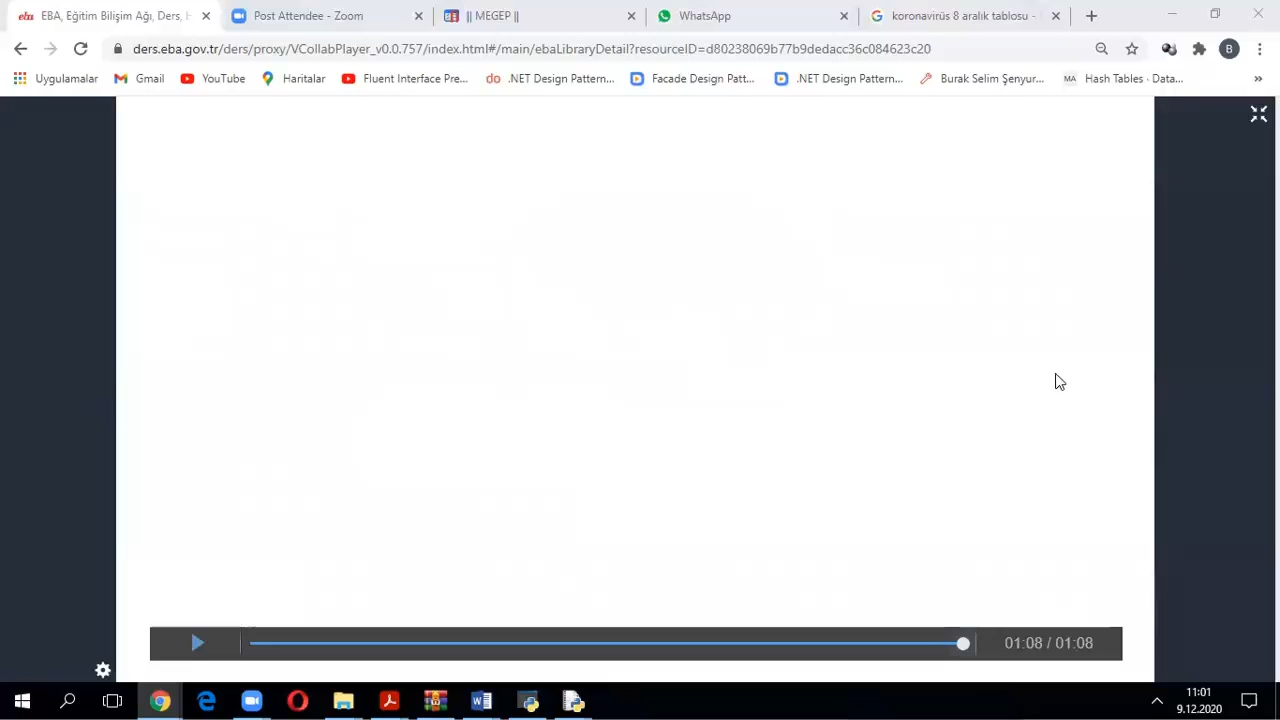 EBA, Eğitim Bilişim Ağı, Ders, H
Post Attendee - Zoom
|| MEGEP ||
WhatsApp
koronavirüs 8 aralık tablosu -
ders.eba.gov.tr/ders/proxy/VCollabPlayer_v0.0.757/index.html#/main/ebaLibraryDetail?resourceID=d80238069b77b9dedacc36c084623c20
B
Uygulamalar
Gmail
YouTube
Haritalar
Fluent Interface Pre...
do .NET Design Pattern...
Facade Design Patt...
.NET Design Pattern...
Burak Selim Şenyur...
MA Hash Tables - Data...
01:08 / 01:08
11:01
9.12.2020